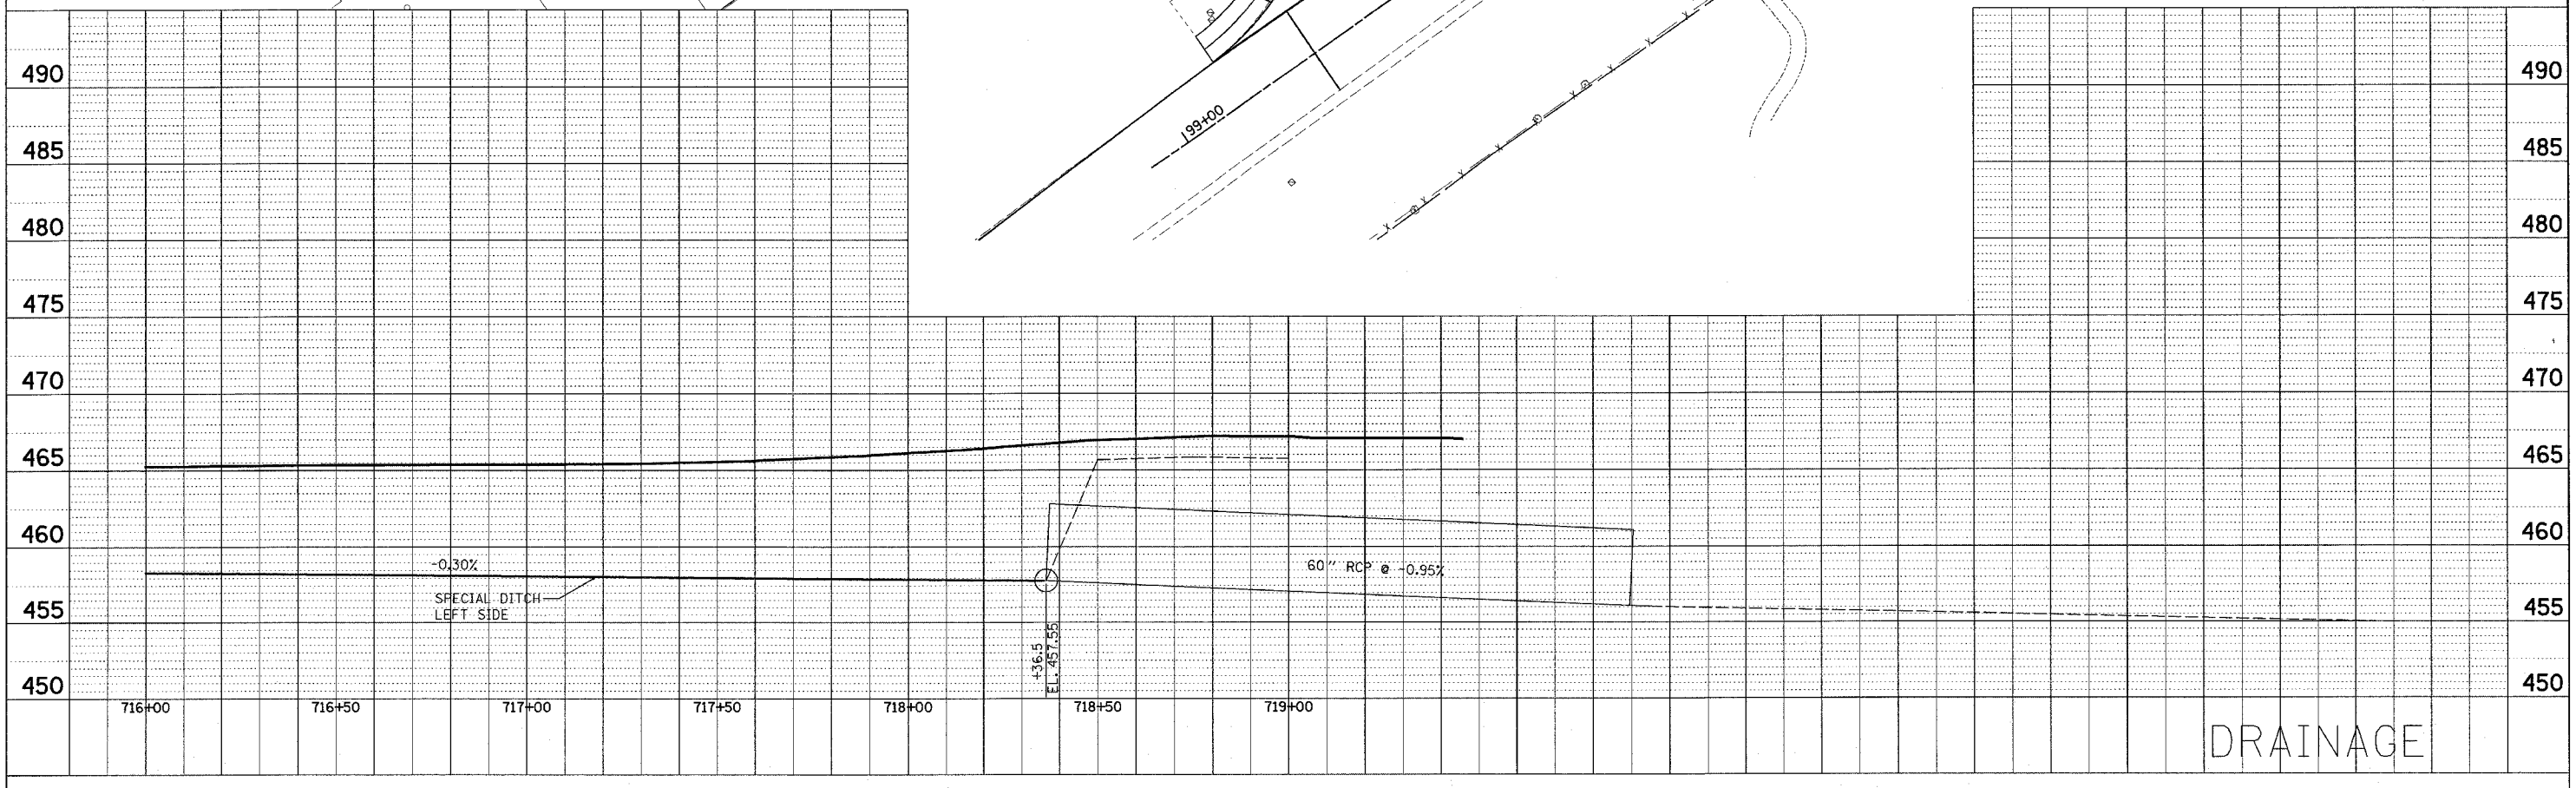 490 490
199+00
485 485
480 480
475 475
470 470
465 465
460 460
-0.30%
60" RCP @ -0.95%
SPECIAL DITCH
LEFT SIDE
455 455
+36.5
EL. 457.55
450 450
716+00 716+50 717+00 717+50 718+00 718+50 719+00
DRAINAGE